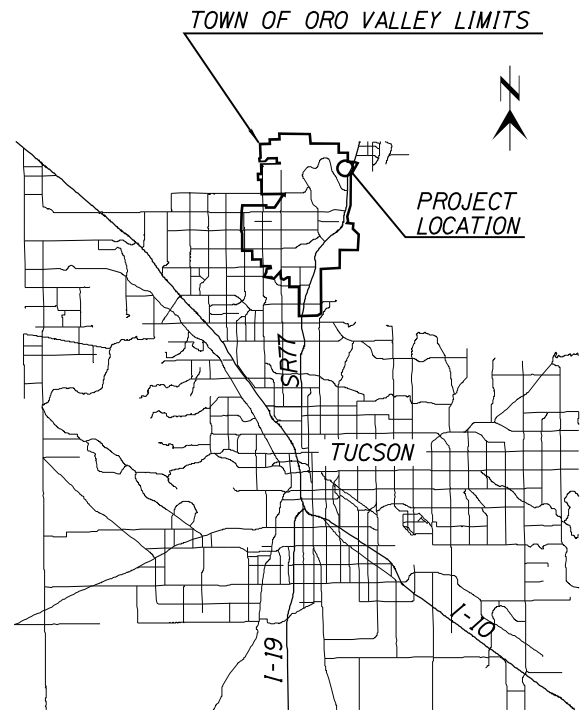 TOWN OF ORO VALLEY LIMITS
N
PROJECT
LOCATION
SR77
TUCSON
I-10
I-19